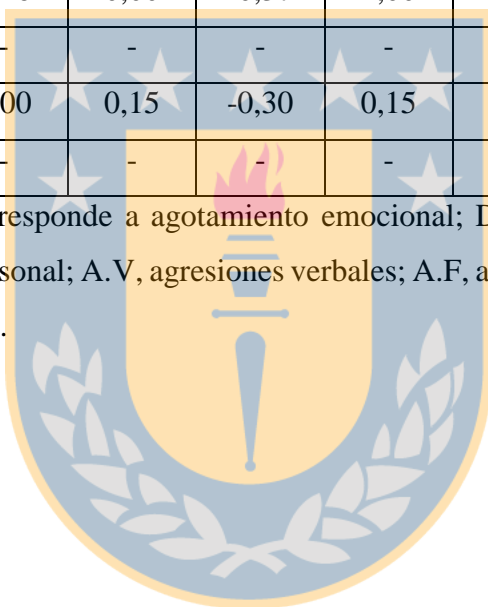 - - - -
00 0,15 -0,30 0,15
- - - -
responde a agotamiento emocional; D
sonal; A.V, agresiones verbales; A.F, a
.